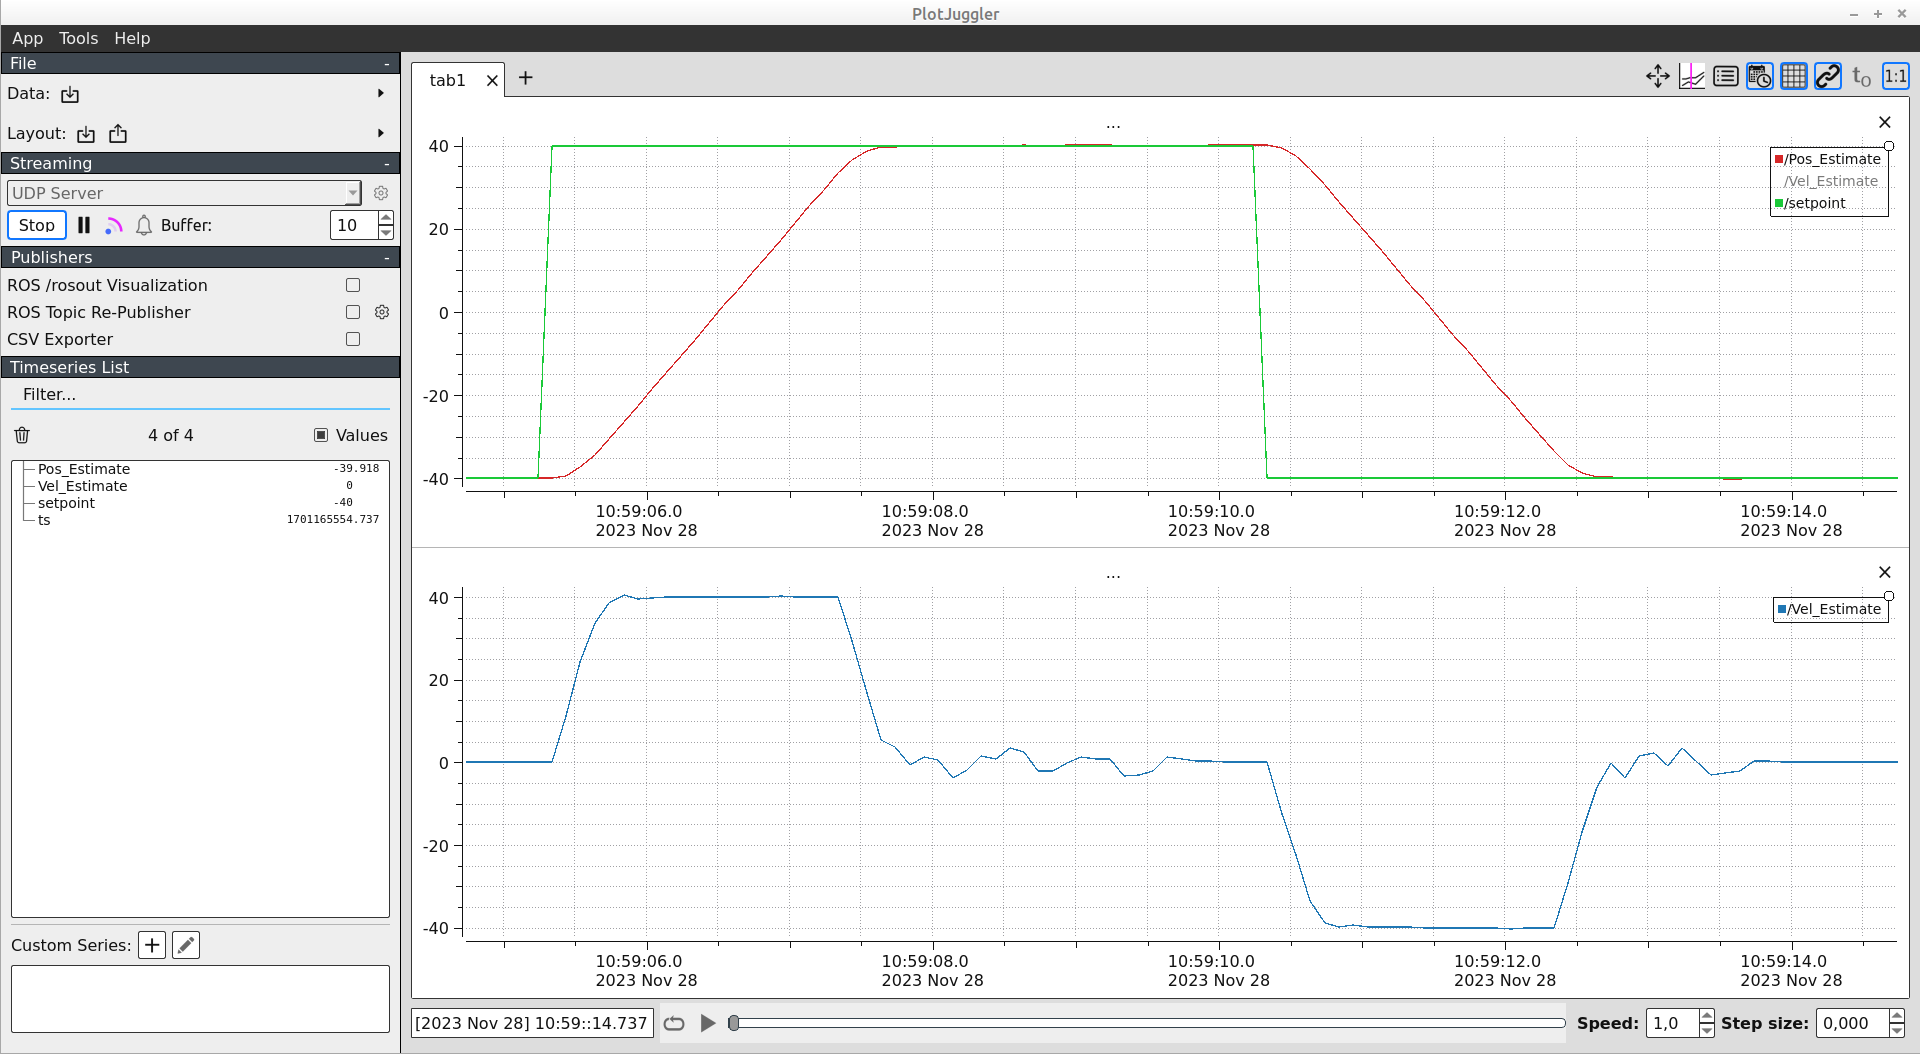 PlotJuggler
App Tools Help
File -
Data:
Layout:
Streaming -
UDP Server
Stop Buffer: 10
Publishers -
ROS /rosout Visualization
ROS Topic Re-Publisher
CSV Exporter
Timeseries List
Filter...
4 of 4 Values
Pos_Estimate -39.918
Vel_Estimate 0
setpoint -40
ts 1701165554.737
Custom Series:
tab1
t0 1:1
...
/Pos_Estimate
/Vel_Estimate
/setpoint
40
20
0
-20
-40
10:59:06.0 10:59:08.0 10:59:10.0 10:59:12.0 10:59:14.0
2023 Nov 28 2023 Nov 28 2023 Nov 28 2023 Nov 28 2023 Nov 28
...
/Vel_Estimate
40
20
0
-20
-40
10:59:06.0 10:59:08.0 10:59:10.0 10:59:12.0 10:59:14.0
2023 Nov 28 2023 Nov 28 2023 Nov 28 2023 Nov 28 2023 Nov 28
[2023 Nov 28] 10:59::14.737 Speed: 1,0 Step size: 0,000